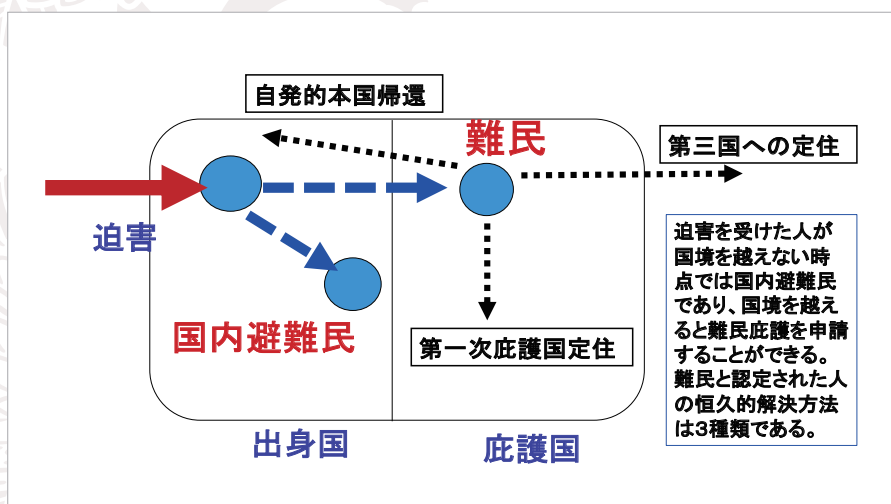 自発的本国帰還
難民
第三国への定住
迫害
国内避難民
第一次庇護国定住
迫害を受けた人が
国境を越えない時
点では国内避難民
であり、国境を越え
ると難民庇護を申請
することができる。
難民と認定された人
の恒久的解決方法
は3種類である。
出身国
庇護国